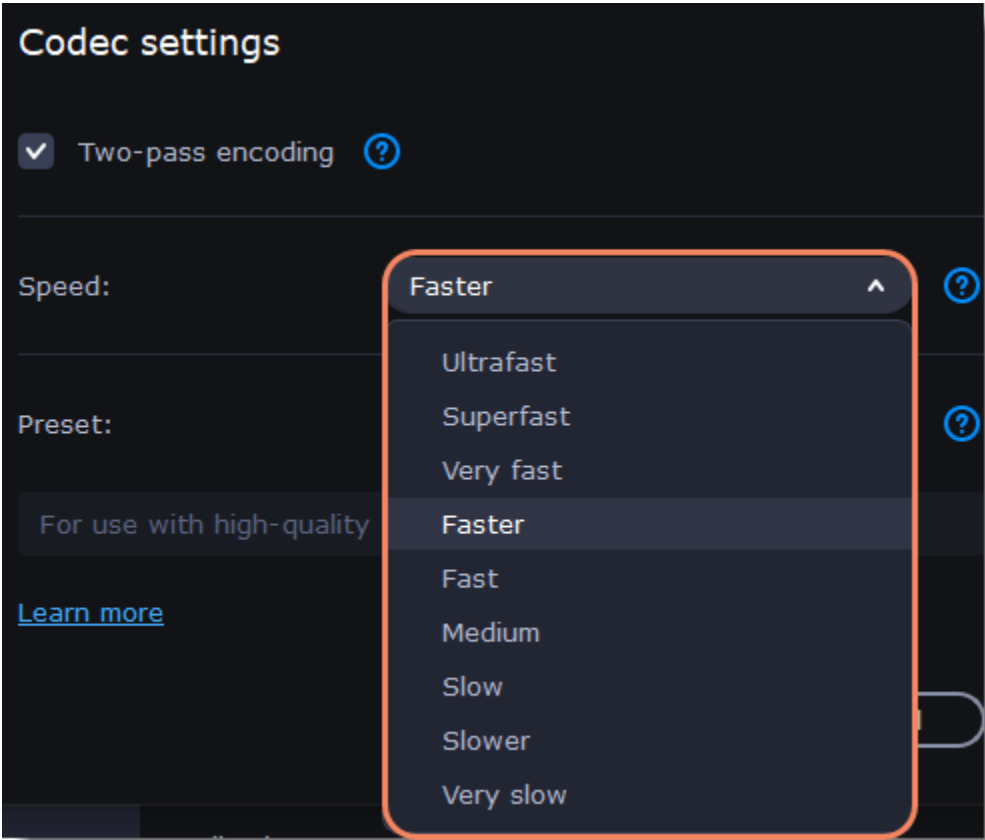 Codec settings
Two-pass encoding ?
Speed: Faster ?
Ultrafast
Superfast
Preset: ?
Very fast
For use with high-quality Faster
Fast
Learn more
Medium
Slow
Slower
Very slow